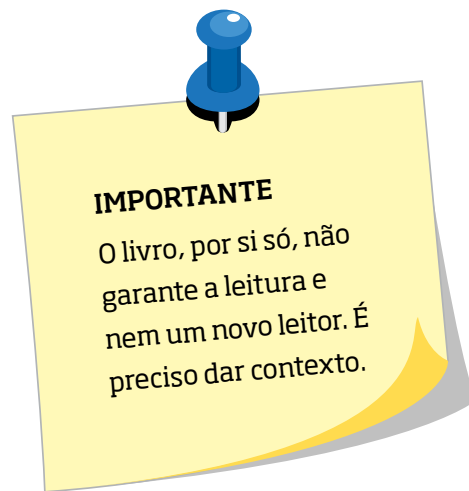 IMPORTANTE
O livro, por si só, não
garante a leitura e
nem um novo leitor. É
preciso dar contexto.